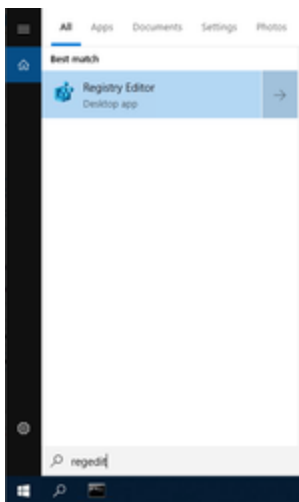 All Apps Documents Settings Photos
Best match
Registry Editor
Desktop app
regedit